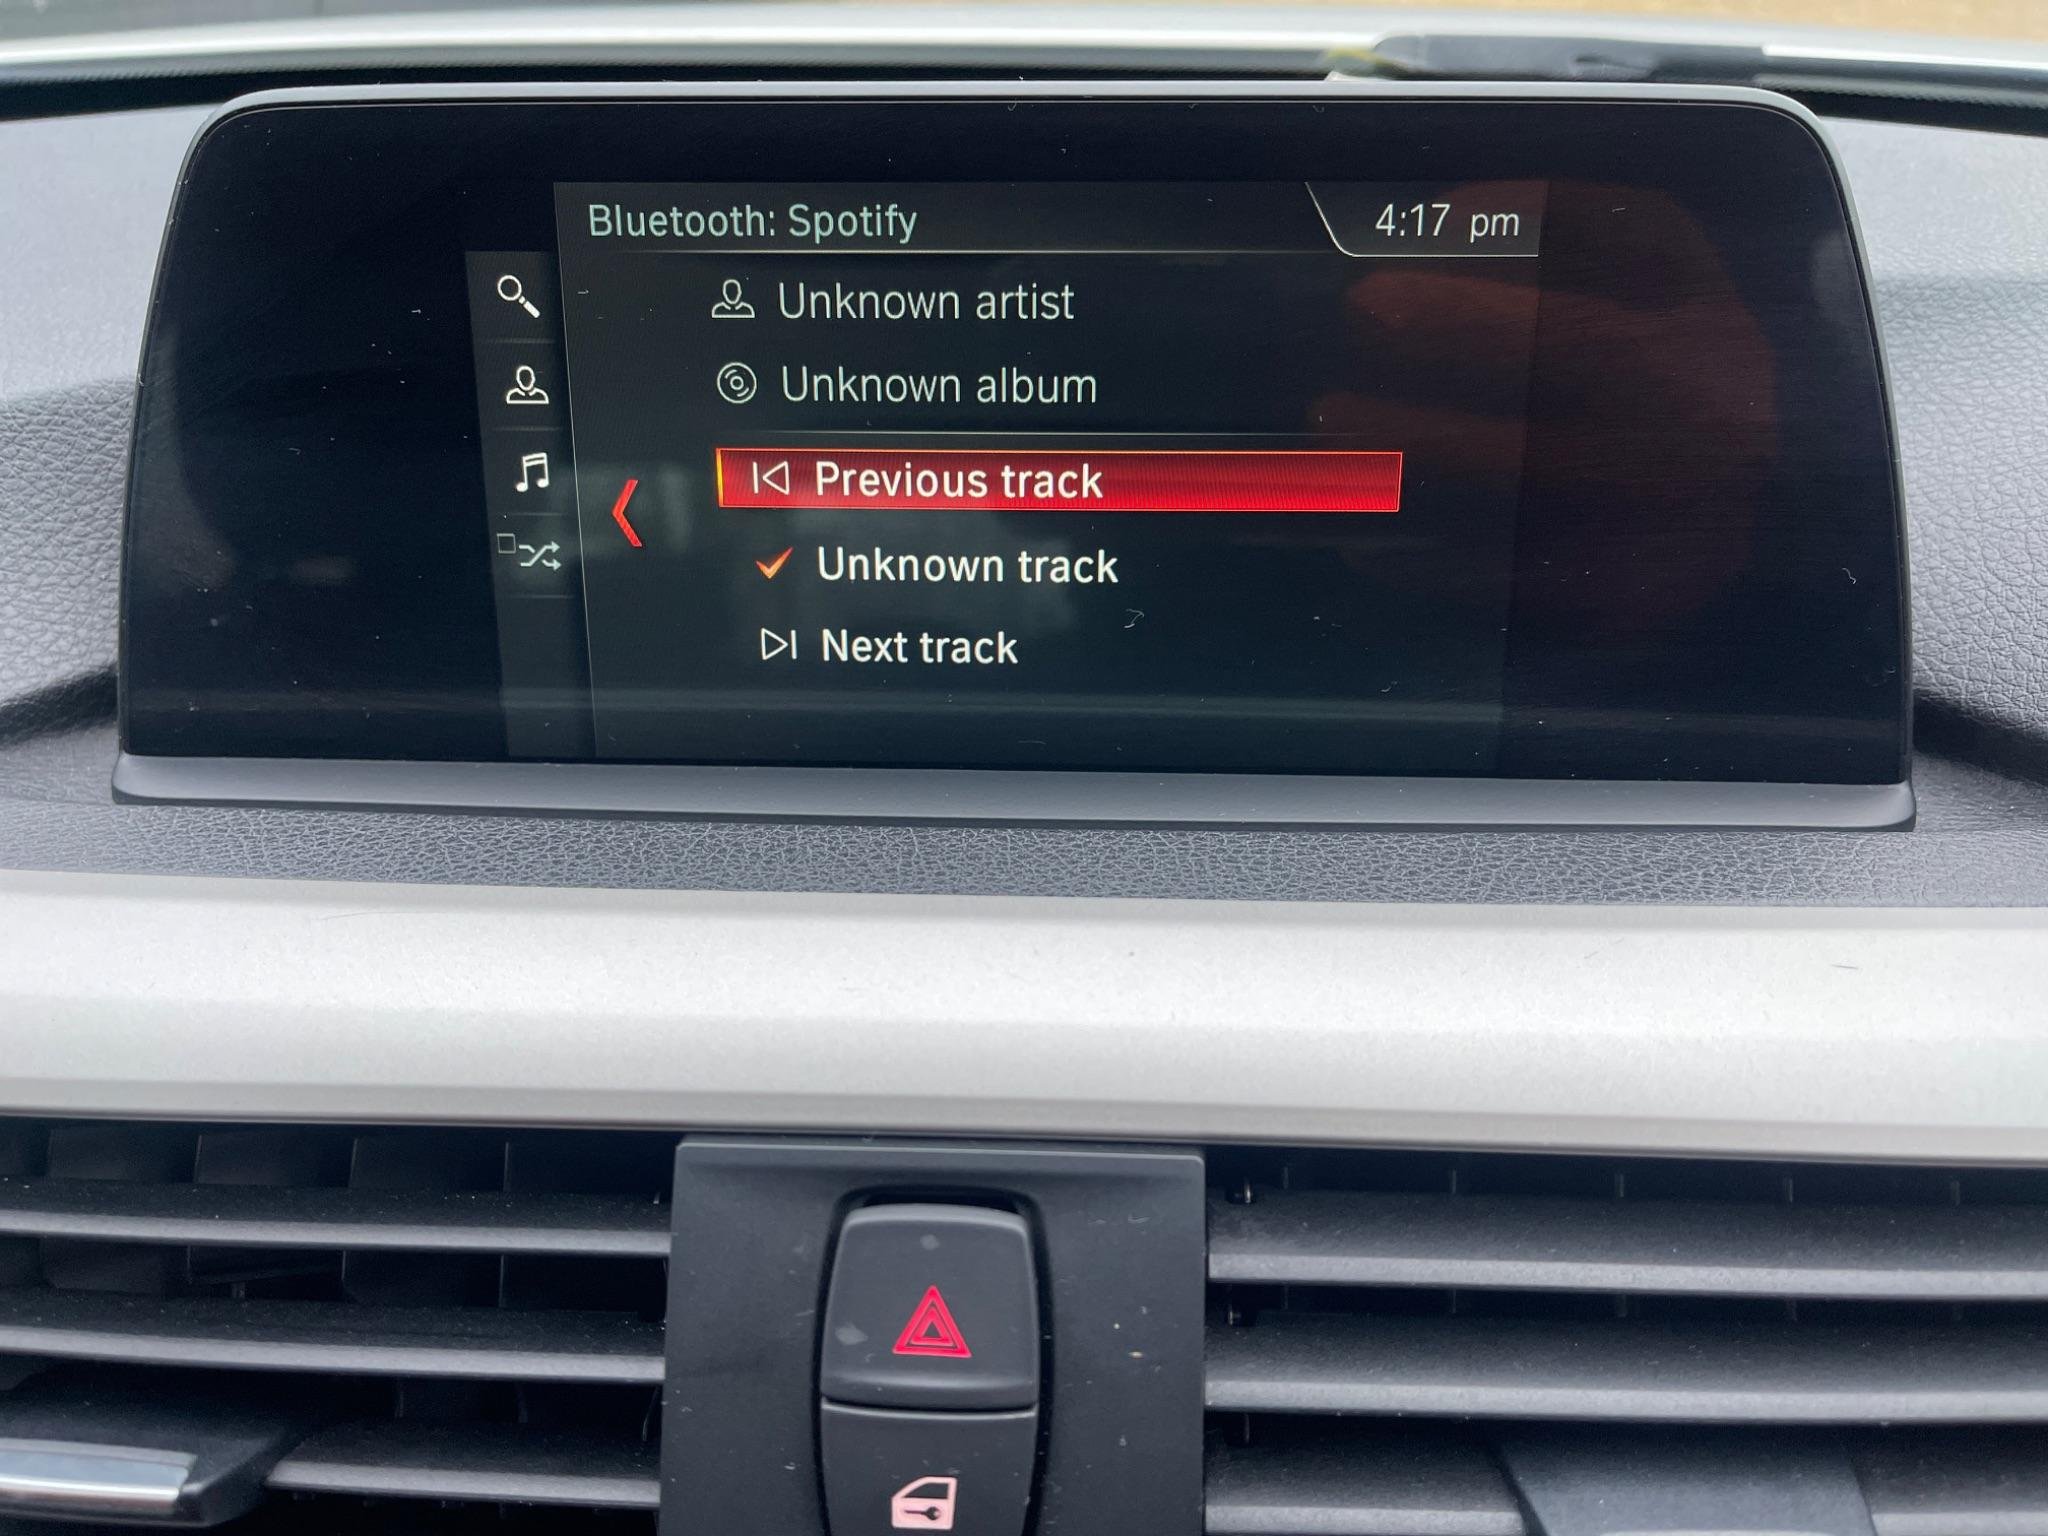 Bluetooth: Spotify
4:17 pm
Unknown artist
Unknown album
Previous track
Unknown track
Next track